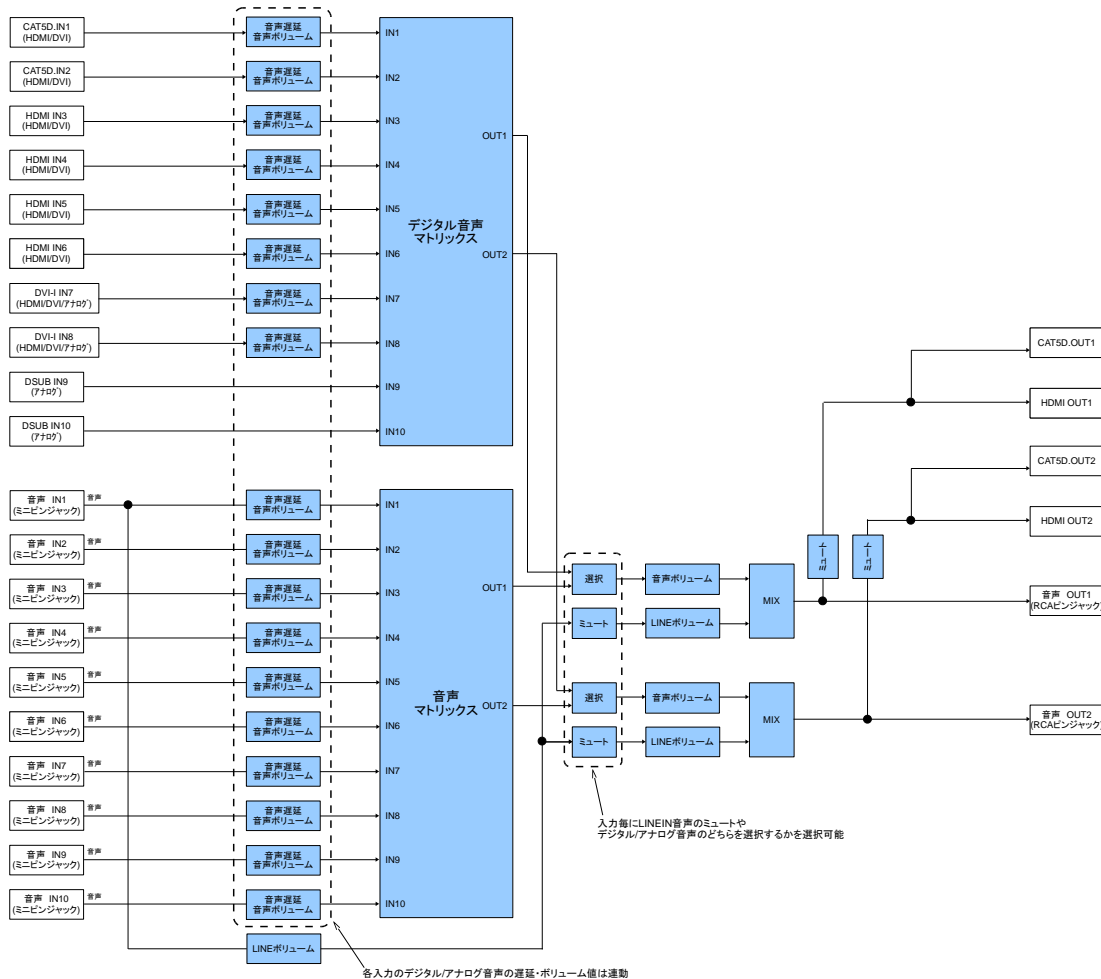 CAT5D.IN1
(HDMI/DVI)
CAT5D.IN2
(HDMI/DVI)
HDMI IN3
(HDMI/DVI)
HDMI IN4
(HDMI/DVI)
HDMI IN5
(HDMI/DVI)
HDMI IN6
(HDMI/DVI)
DVI-I IN7
(HDMI/DVI/アナログ)
DVI-I IN8
(HDMI/DVI/アナログ)
DSUB IN9
(アナログ)
DSUB IN10
(アナログ)
音声遅延
音声ボリューム
音声遅延
音声ボリューム
音声遅延
音声ボリューム
音声遅延
音声ボリューム
音声遅延
音声ボリューム
音声遅延
音声ボリューム
音声遅延
音声ボリューム
音声遅延
音声ボリューム
IN1
IN2
IN3
IN4
IN5
IN6
IN7
IN8
IN9
IN10
デジタル音声
マトリックス
OUT1
OUT2
音声 IN1
(ミニピンジャック)
音声
音声 IN2
(ミニピンジャック)
音声
音声 IN3
(ミニピンジャック)
音声
音声 IN4
(ミニピンジャック)
音声
音声 IN5
(ミニピンジャック)
音声
音声 IN6
(ミニピンジャック)
音声
音声 IN7
(ミニピンジャック)
音声
音声 IN8
(ミニピンジャック)
音声
音声 IN9
(ミニピンジャック)
音声
音声 IN10
(ミニピンジャック)
音声
音声遅延
音声ボリューム
音声遅延
音声ボリューム
音声遅延
音声ボリューム
音声遅延
音声ボリューム
音声遅延
音声ボリューム
音声遅延
音声ボリューム
音声遅延
音声ボリューム
音声遅延
音声ボリューム
音声遅延
音声ボリューム
音声遅延
音声ボリューム
LINEボリューム
IN1
IN2
IN3
IN4
IN5
IN6
IN7
IN8
IN9
IN10
音声
マトリックス
OUT1
OUT2
選択
音声ボリューム
ミュート
LINEボリューム
MIX
選択
音声ボリューム
ミュート
LINEボリューム
MIX
ミュート
ミュート
CAT5D.OUT1
HDMI OUT1
CAT5D.OUT2
HDMI OUT2
音声 OUT1
(RCAピンジャック)
音声 OUT2
(RCAピンジャック)
入力毎にLINEIN音声のミュートや
デジタル/アナログ音声のどちらを選択するかを選択可能
各入力のデジタル/アナログ音声の遅延・ボリューム値は連動